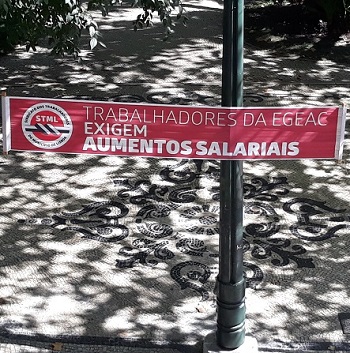 STML
TRABALHADORES DA EGEAC
EXIGEM
AUMENTOS SALARIAIS